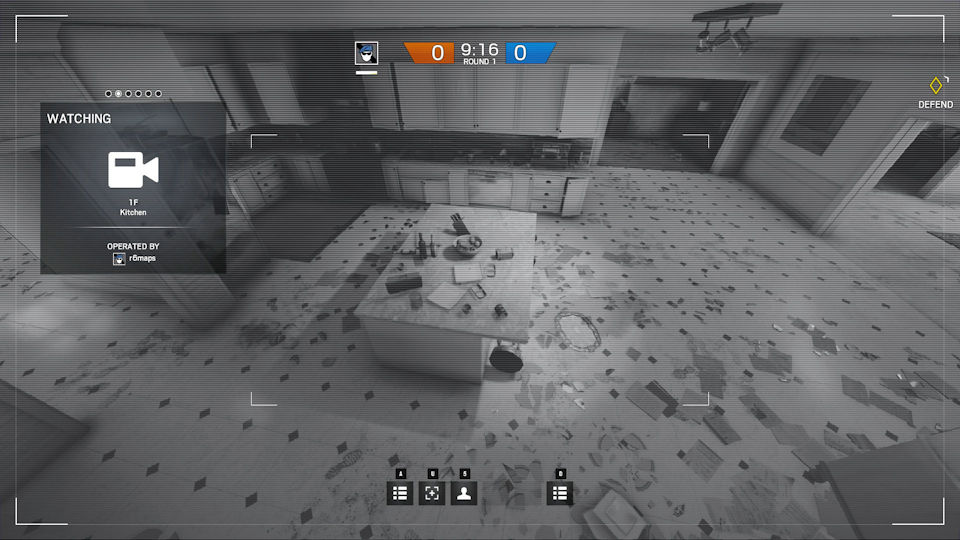 0 9:16 0
ROUND 1
DEFEND
WATCHING
1F
Kitchen
OPERATED BY
r6maps